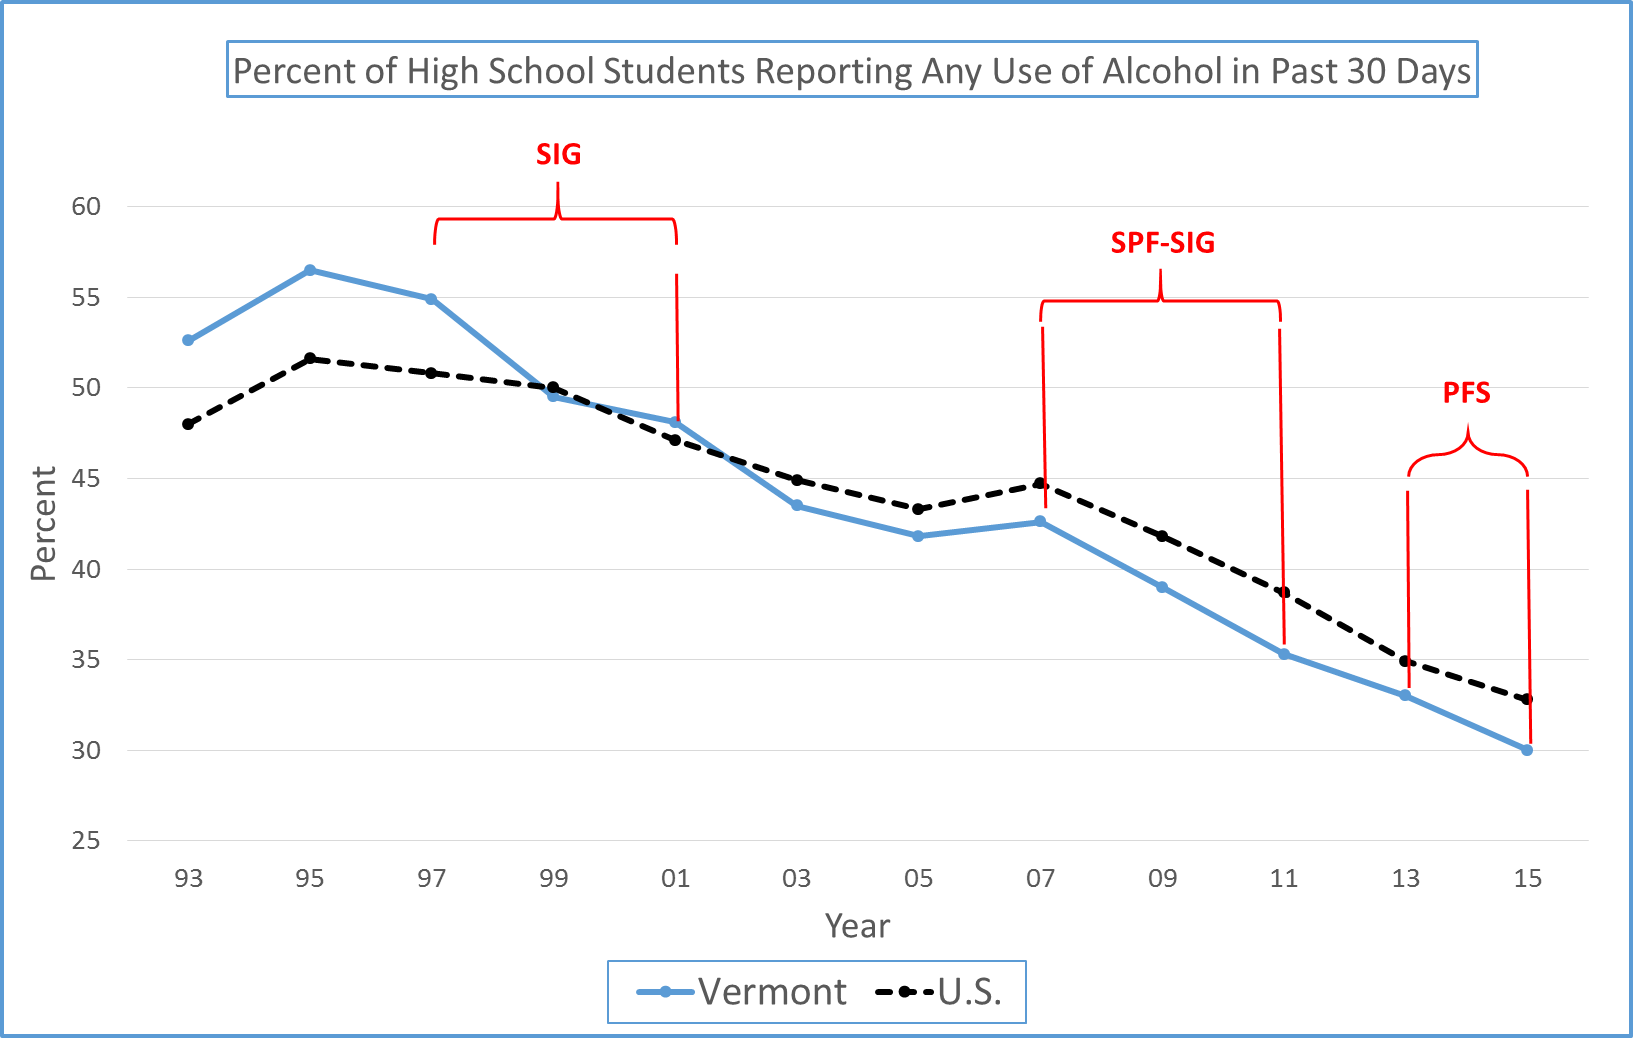 Percent of High School Students Reporting Any Use of Alcohol in Past 30 Days
SIG
SPF-SIG
PFS
60
55
50
45
40
35
30
25
Percent
93 95 97 99 01 03 05 07 09 11 13 15
Year
Vermont U.S.